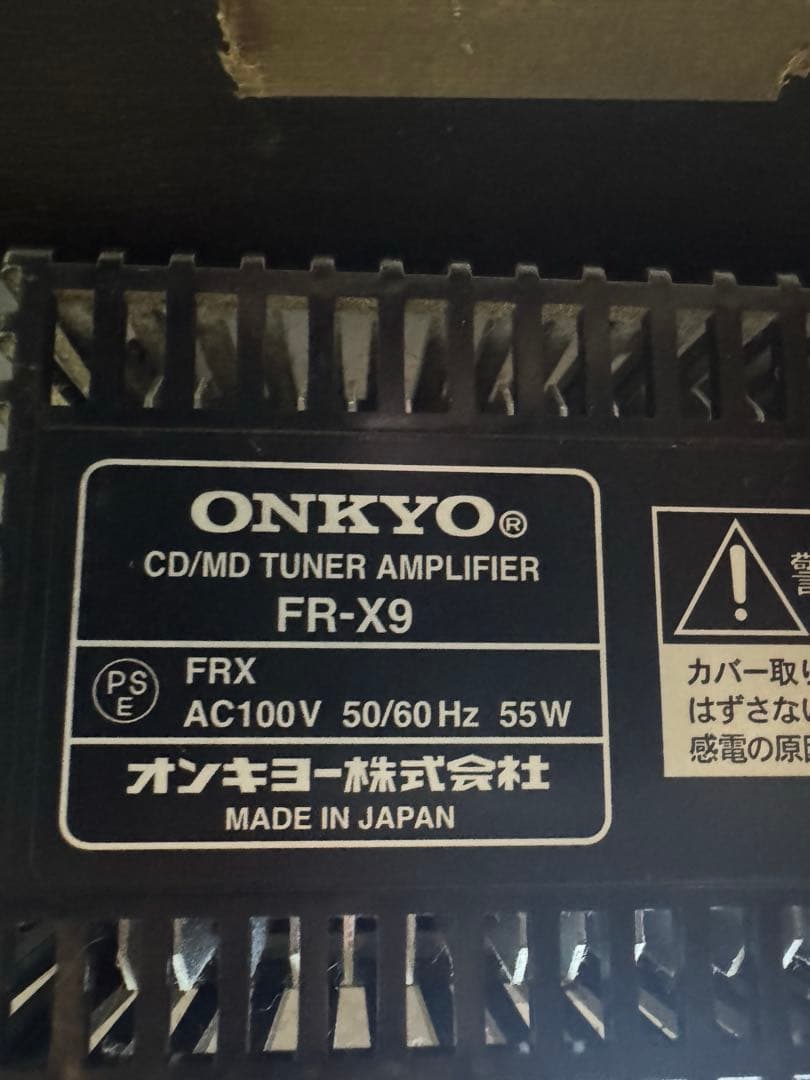 ONKYO®
CD/MD TUNER AMPLIFIER
FR-X9
PS
E
FRX
AC100V 50/60Hz 55W
オンキヨー株式会社
MADE IN JAPAN
!
カバー取り
はずさない
感電の原因